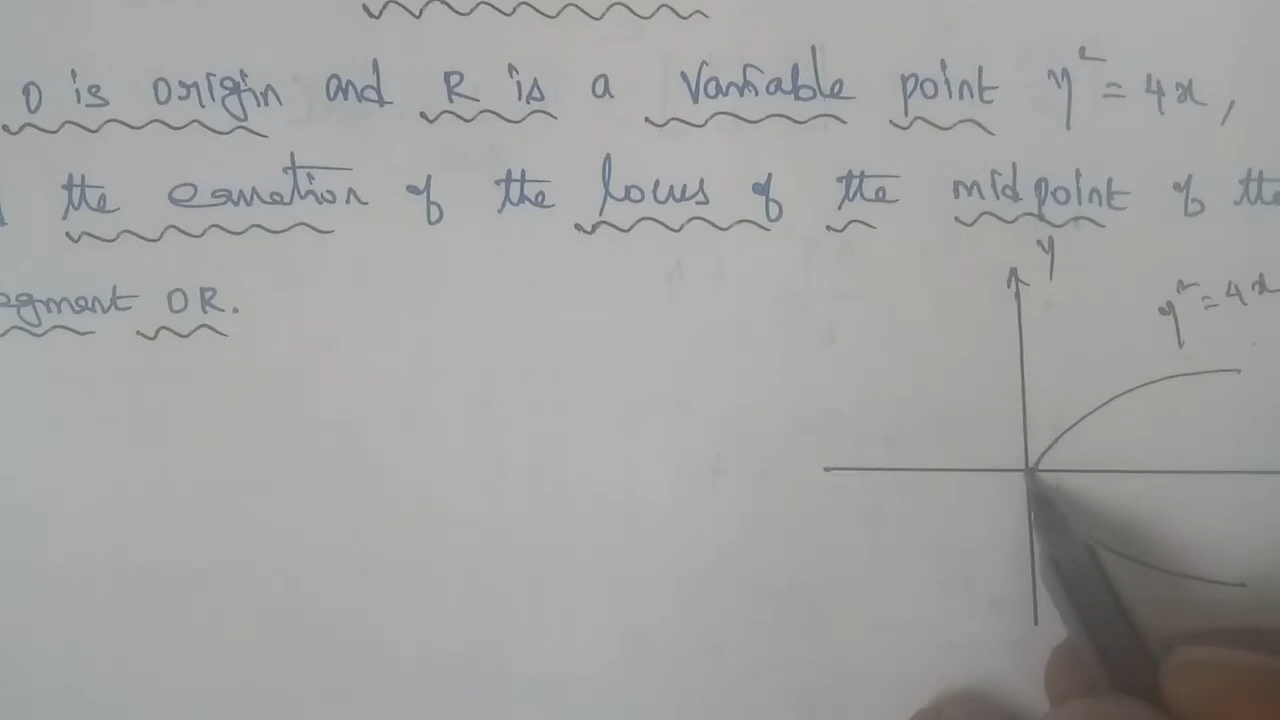 O is origin and R is a variable point y² = 4x,
the equation of the locus of the midpoint of the
egment OR.
y
y² = 4x